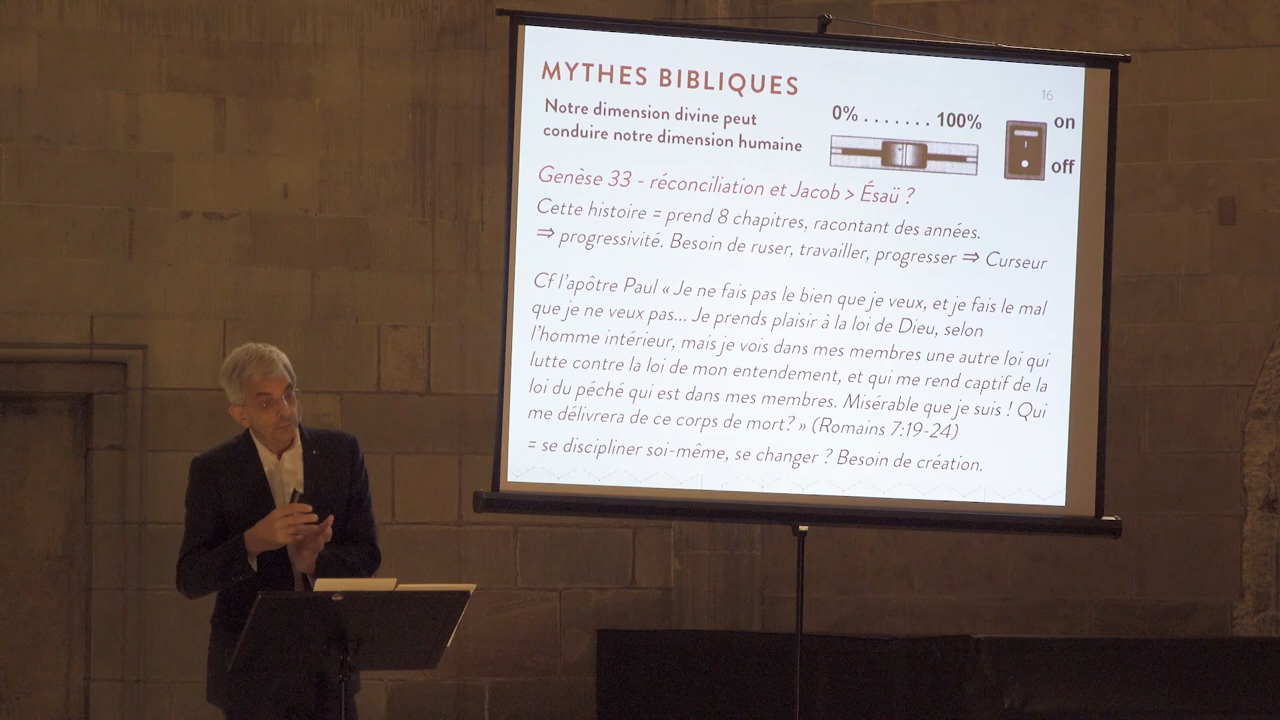 MYTHES BIBLIQUES
16
Notre dimension divine peut
conduire notre dimension humaine
0% . . . . . . . 100%
on
off
Genèse 33 - réconciliation et Jacob > Ésaü ?
Cette histoire = prend 8 chapitres, racontant des années.
⇒ progressivité. Besoin de ruser, travailler, progresser ⇒ Curseur
Cf l'apôtre Paul « Je ne fais pas le bien que je veux, et je fais le mal
que je ne veux pas... Je prends plaisir à la loi de Dieu, selon
l'homme intérieur, mais je vois dans mes membres une autre loi qui
lutte contre la loi de mon entendement, et qui me rend captif de la
loi du péché qui est dans mes membres. Misérable que je suis ! Qui
me délivrera de ce corps de mort? » (Romains 7:19-24)
= se discipliner soi-même, se changer ? Besoin de création.